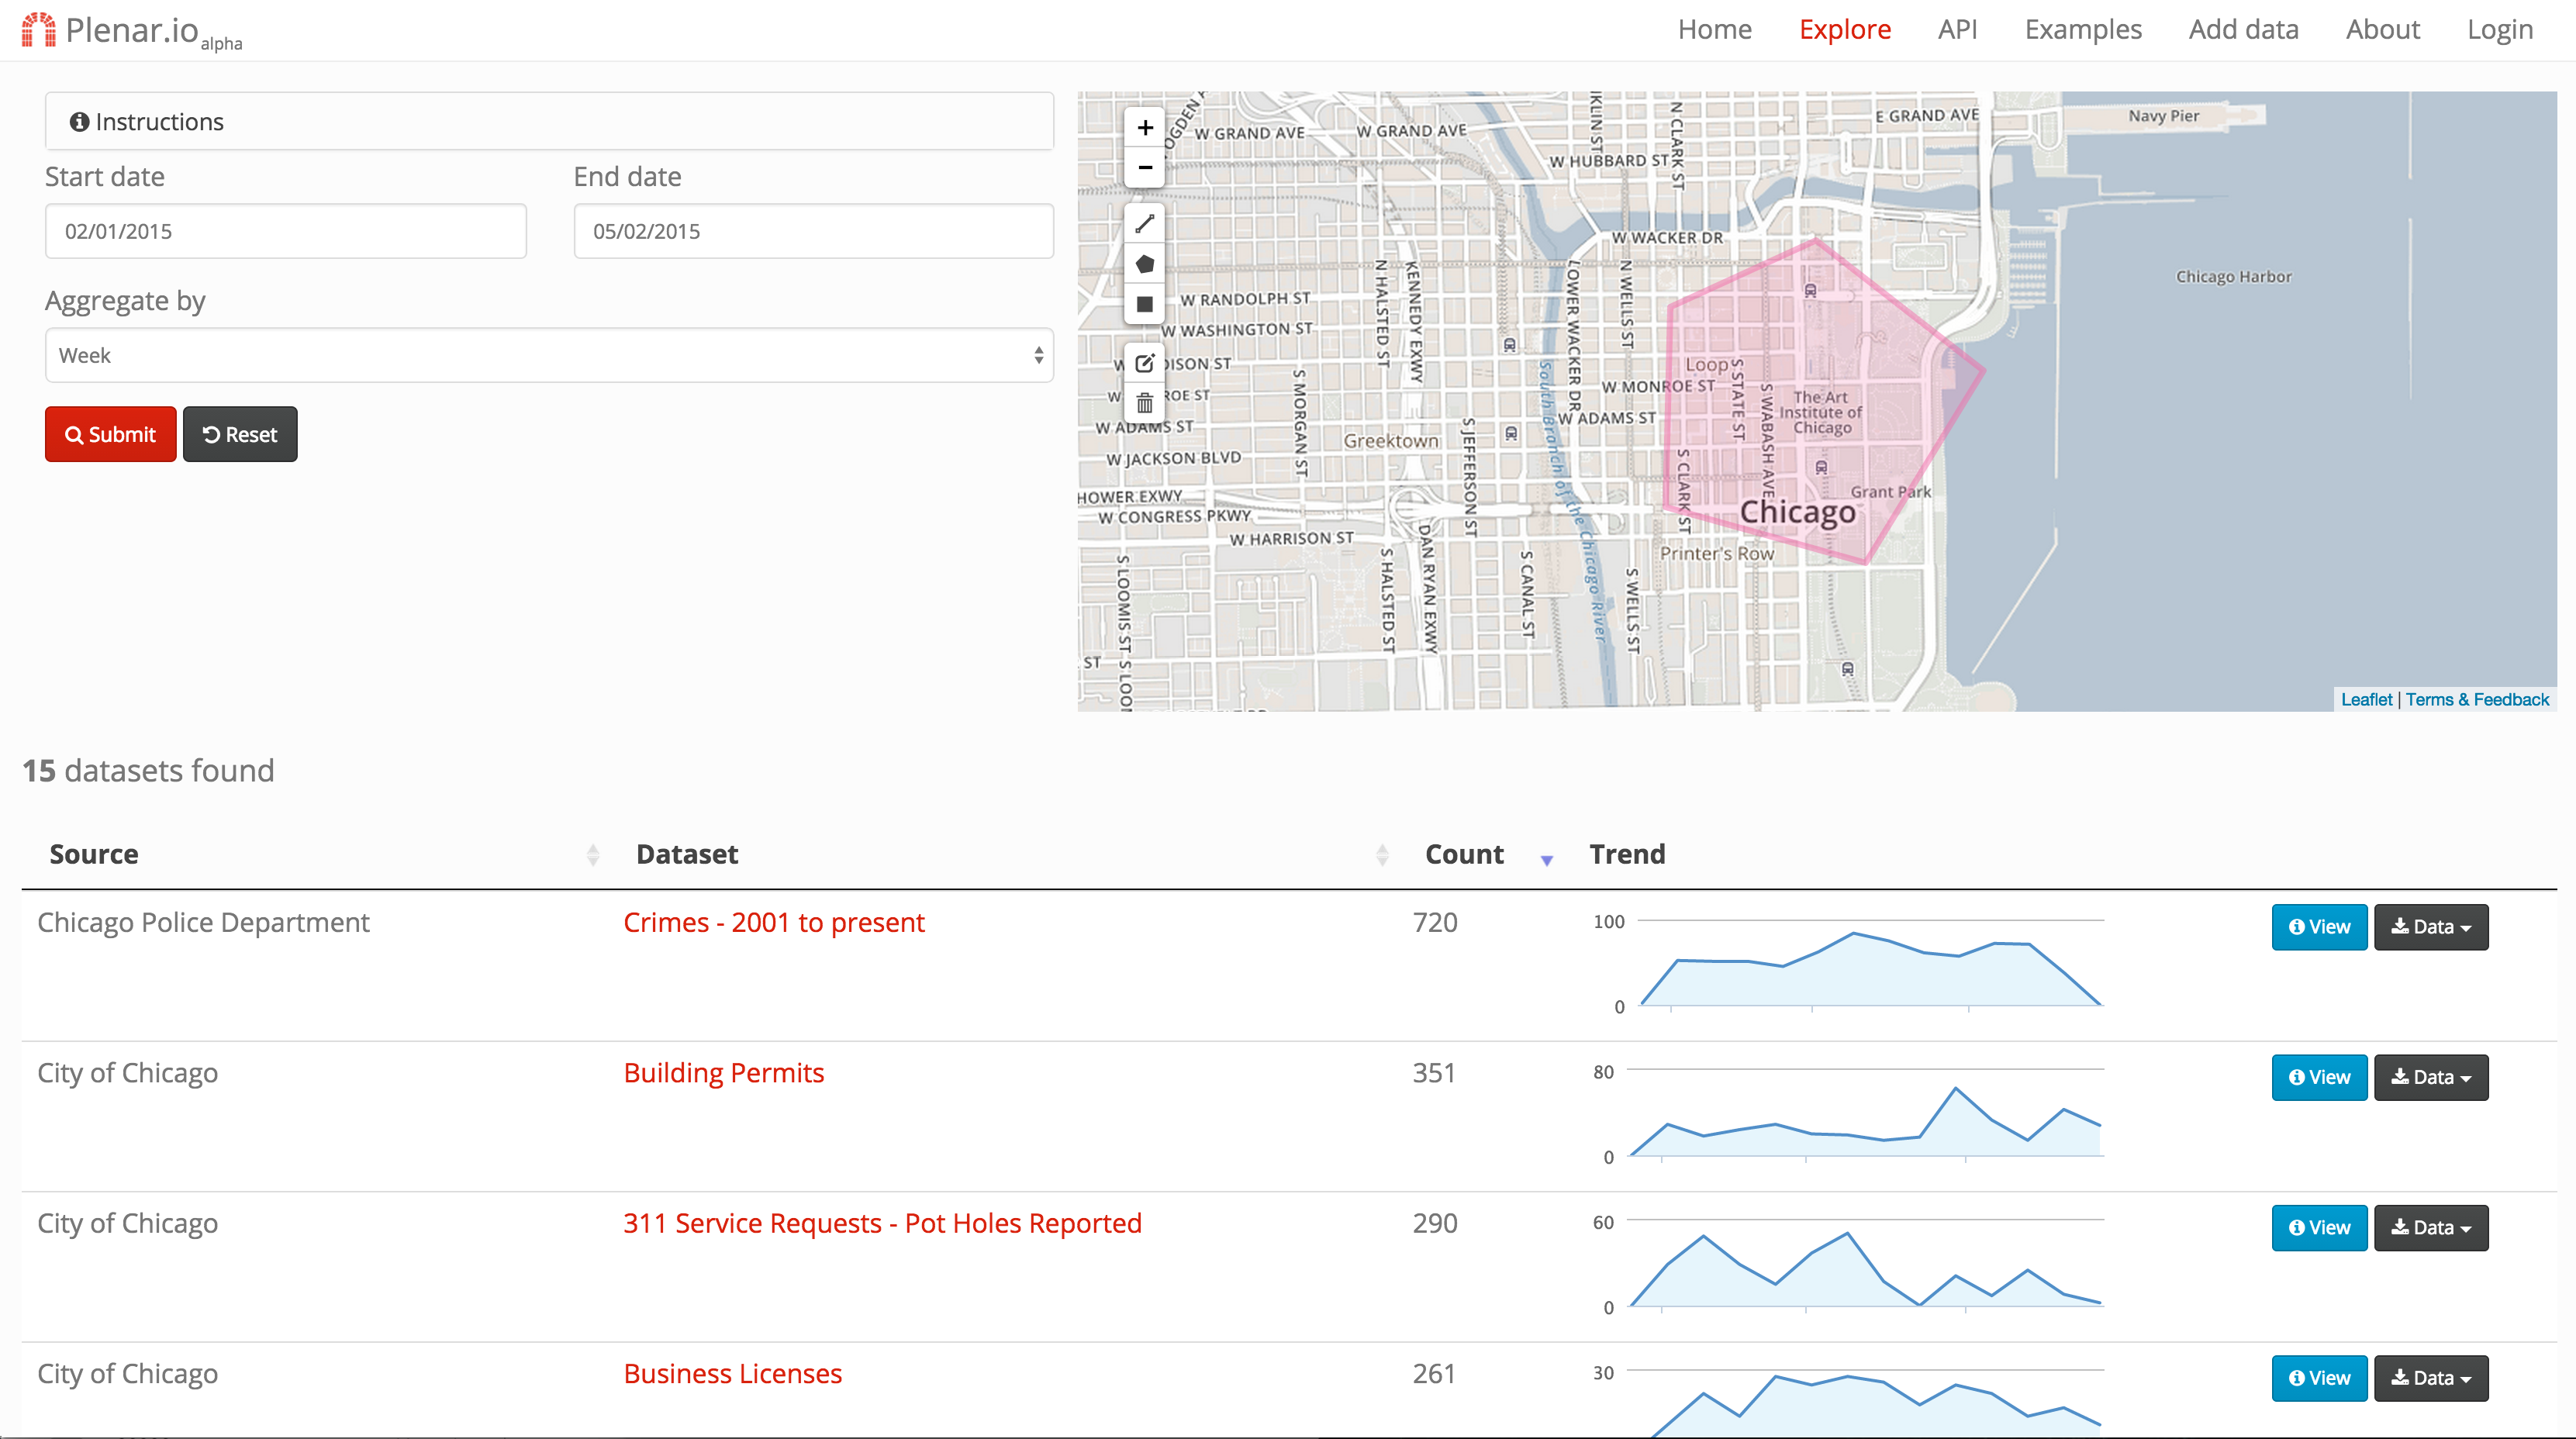 Plenar.io alpha
Home Explore API Examples Add data About Login
Instructions
Start date
End date
02/01/2015
05/02/2015
Aggregate by
Week
Submit Reset
+
−
W GRAND AVE
W GRAND AVE
E GRAND AVE
Navy Pier
W HUBBARD ST
N CLARK ST
W WACKER DR
Chicago Harbor
N HALSTED ST
KENNEDY EXPWY
LOWER WACKER DR
N WELLS ST
W RANDOLPH ST
W WASHINGTON ST
Loop
W MONROE ST
S STATE ST
S WABASH AVE
The Art
Institute of
Chicago
W ADAMS ST
W ADAMS ST
S MORGAN ST
Greektown
S JEFFERSON ST
South Branch of the Chicago River
W JACKSON BLVD
S CLARK ST
Grant Park
Chicago
HOWER EXWY
W CONGRESS PKWY
W HARRISON ST
Printer's Row
S LOOMIS ST
S HALSTED ST
DAN RYAN EXWY
S CANAL ST
S WELLS ST
Leaflet | Terms & Feedback
15 datasets found
Source Dataset Count Trend
Chicago Police Department Crimes - 2001 to present 720 100 View Data
0
City of Chicago Building Permits 351 80 View Data
0
City of Chicago 311 Service Requests - Pot Holes Reported 290 60 View Data
0
City of Chicago Business Licenses 261 30 View Data